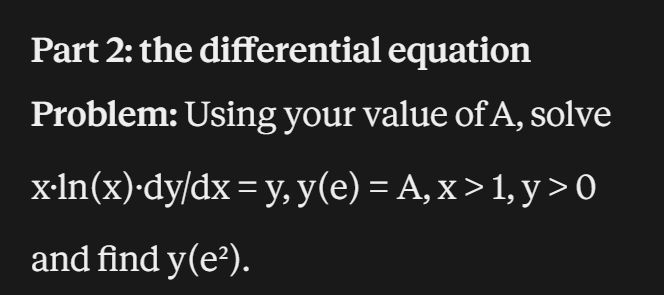 Part 2: the differential equation
Problem: Using your value of A, solve
x·ln(x)·dy/dx = y, y(e) = A, x > 1, y > 0
and find y(e²).